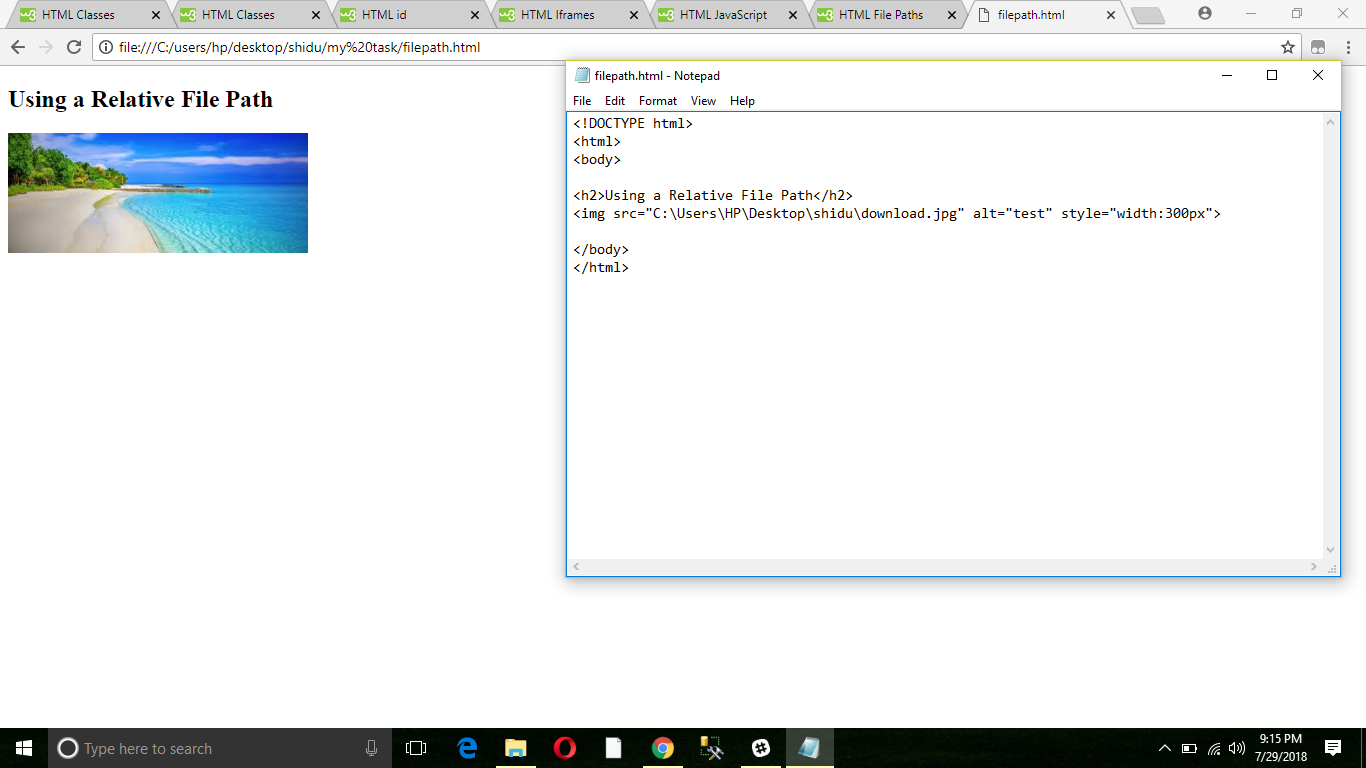 HTML Classes
HTML Classes
HTML id
HTML Iframes
HTML JavaScript
HTML File Paths
filepath.html
file:///C:/users/hp/desktop/shidu/my%20task/filepath.html
Using a Relative File Path
filepath.html - Notepad
File Edit Format View Help
<!DOCTYPE html>
<html>
<body>
<h2>Using a Relative File Path</h2>
<img src="C:\Users\HP\Desktop\shidu\download.jpg" alt="test" style="width:300px">
</body>
</html>
Type here to search
9:15 PM
7/29/2018